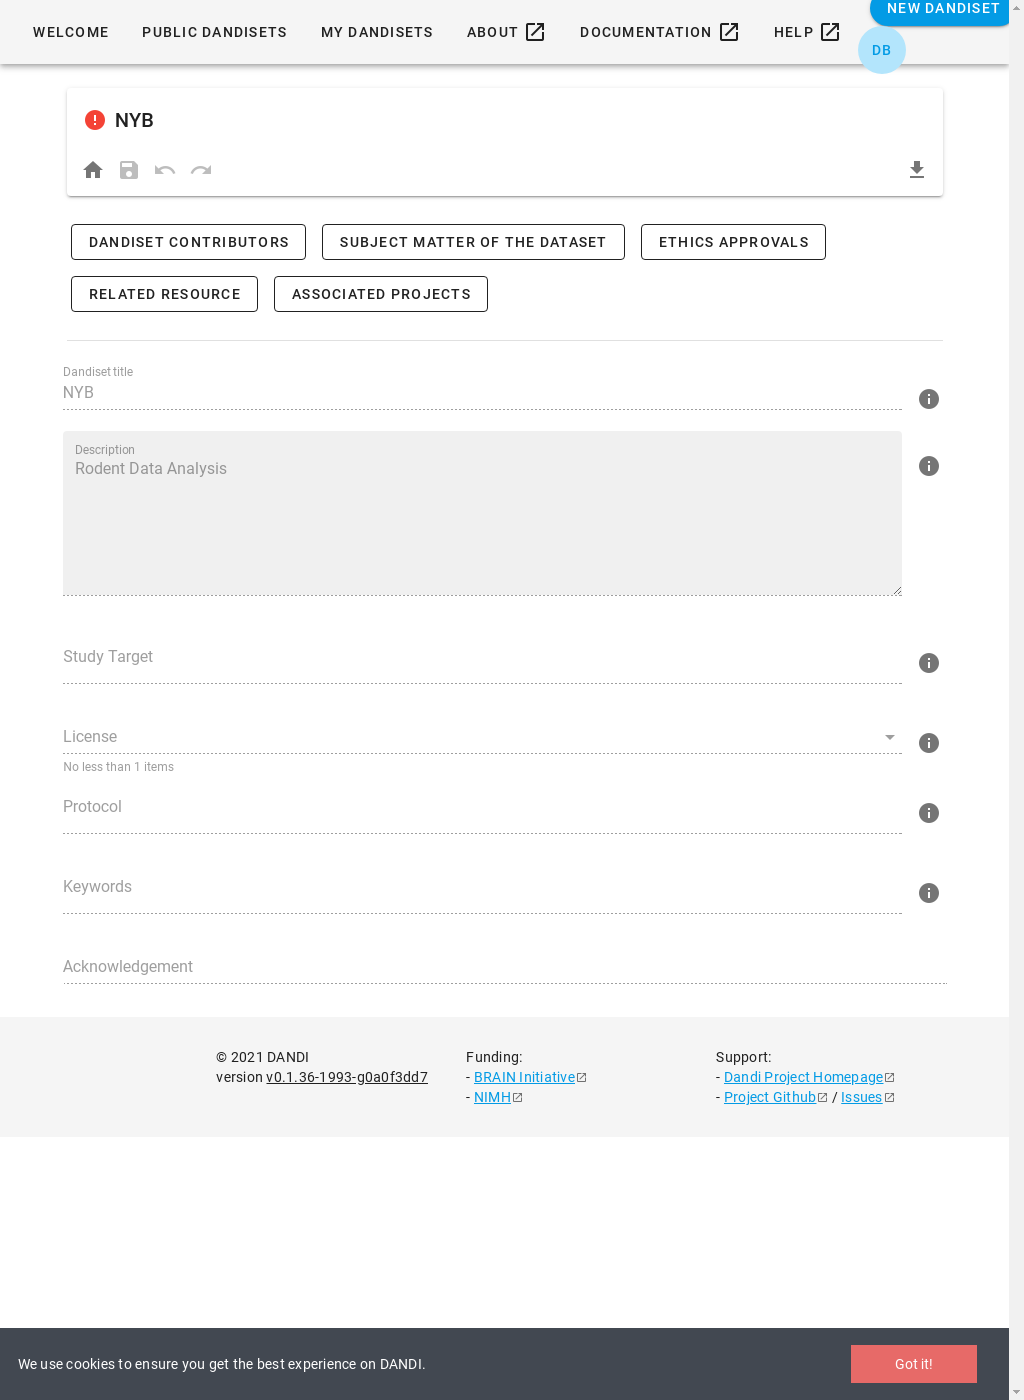 WELCOME
PUBLIC DANDISETS
MY DANDISETS
ABOUT
DOCUMENTATION
HELP
NEW DANDISET
DB
NYB
DANDISET CONTRIBUTORS
SUBJECT MATTER OF THE DATASET
ETHICS APPROVALS
RELATED RESOURCE
ASSOCIATED PROJECTS
Dandiset title
NYB
Description
Rodent Data Analysis
Study Target
License
No less than 1 items
Protocol
Keywords
Acknowledgement
© 2021 DANDI
version v0.1.36-1993-g0a0f3dd7
Funding:
- BRAIN Initiative
- NIMH
Support:
- Dandi Project Homepage
- Project Github / Issues
We use cookies to ensure you get the best experience on DANDI.
Got it!